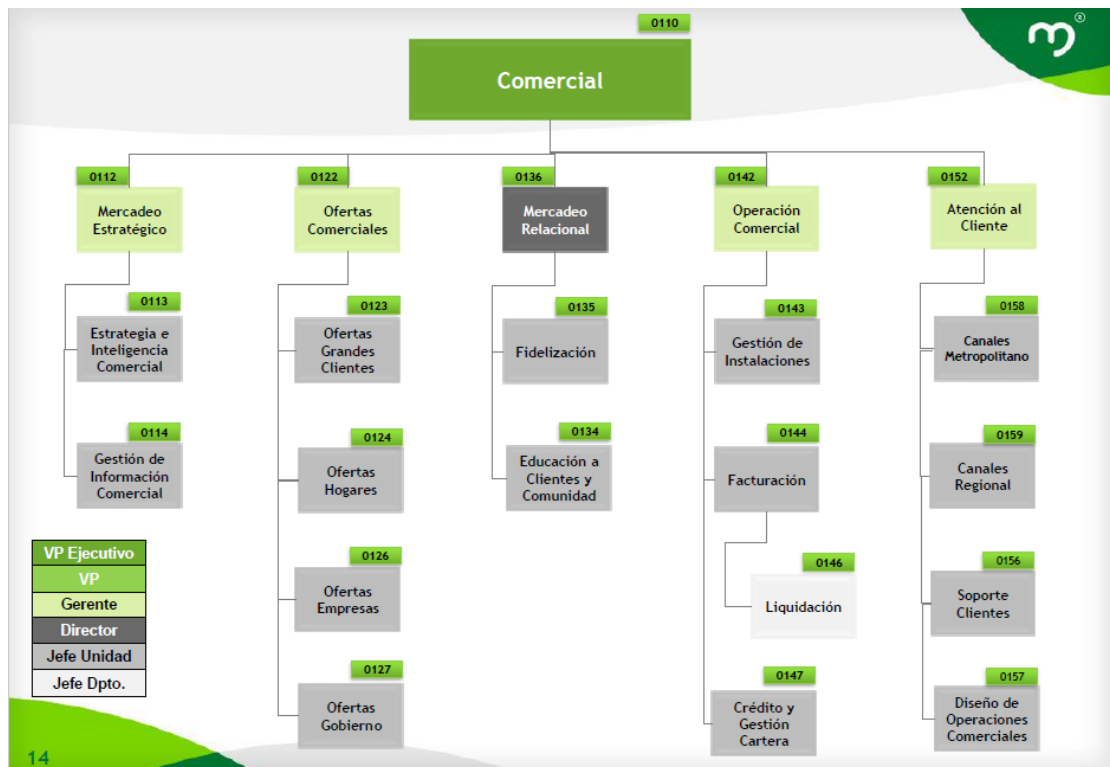 0110
®
Comercial
0112
Mercadeo
Estratégico
0122
Ofertas
Comerciales
0136
Mercadeo
Relacional
0142
Operación
Comercial
0152
Atención al
Cliente
0113
Estrategia e
Inteligencia
Comercial
0123
Ofertas
Grandes
Clientes
0135
Fidelización
0143
Gestión de
Instalaciones
0158
Canales
Metropolitano
0114
Gestión de
Información
Comercial
0124
Ofertas
Hogares
0134
Educación a
Clientes y
Comunidad
0144
Facturación
0159
Canales
Regional
0126
Ofertas
Empresas
0146
Liquidación
0156
Soporte
Clientes
0127
Ofertas
Gobierno
0147
Crédito y
Gestión
Cartera
0157
Diseño de
Operaciones
Comerciales
VP Ejecutivo
VP
Gerente
Director
Jefe Unidad
Jefe Dpto.
14